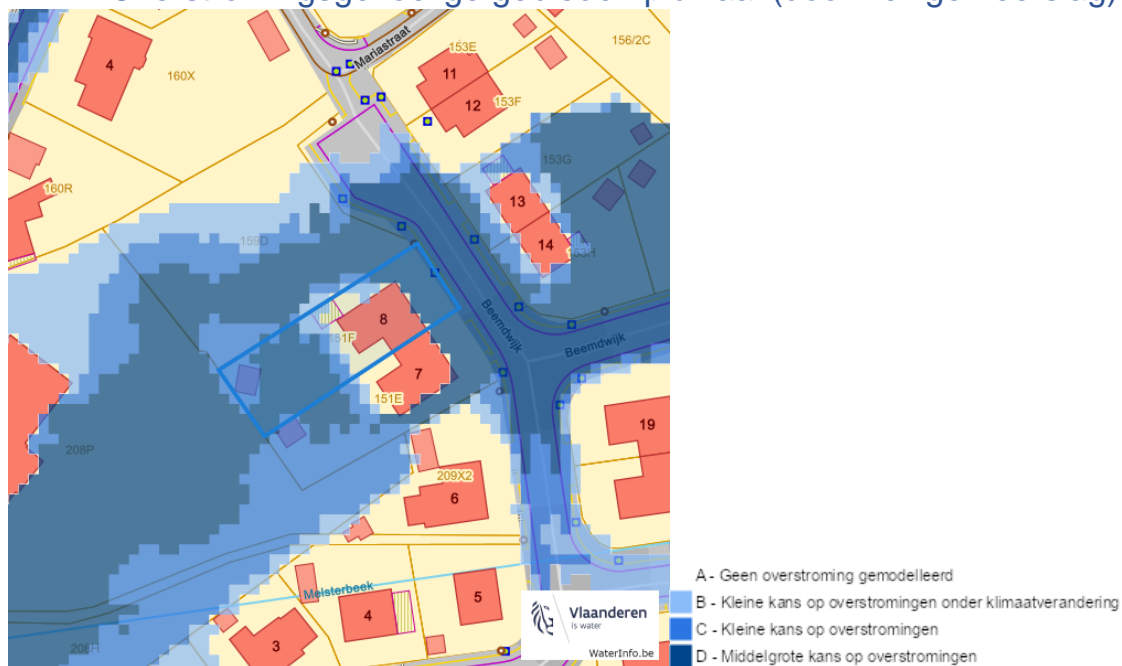 4
160X
Mariastraat
153E
11
12
153F
156/2C
160R
13
14
153G
153H
159D
8
7
151F
151E
Beemdwijk
Beemdwijk
19
208P
209X2
6
Meisterbeek
4
5
3
208R
Vlaanderen
is water
WaterInfo.be
A - Geen overstroming gemodelleerd
B - Kleine kans op overstromingen onder klimaatverandering
C - Kleine kans op overstromingen
D - Middelgrote kans op overstromingen